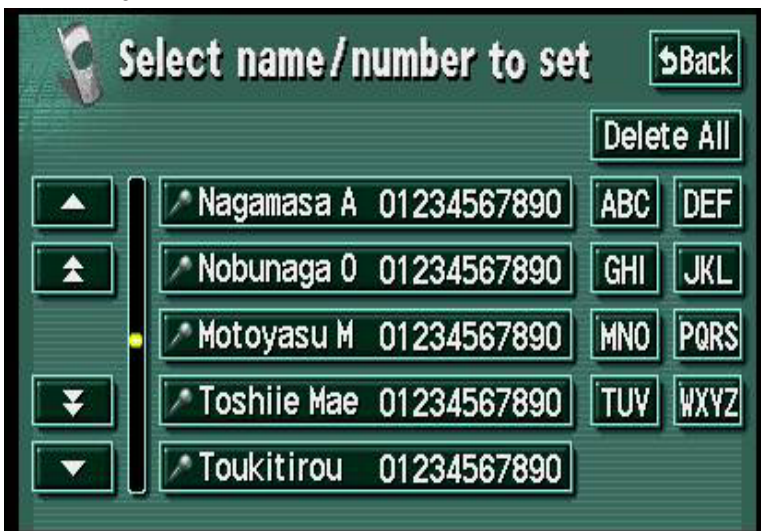 Select name/number to set Back
Delete All
Nagamasa A 01234567890 ABC DEF
Nobunaga O 01234567890 GHI JKL
Motoyasu M 01234567890 MNO PQRS
Toshiie Mae 01234567890 TUV WXYZ
Toukitirou 01234567890